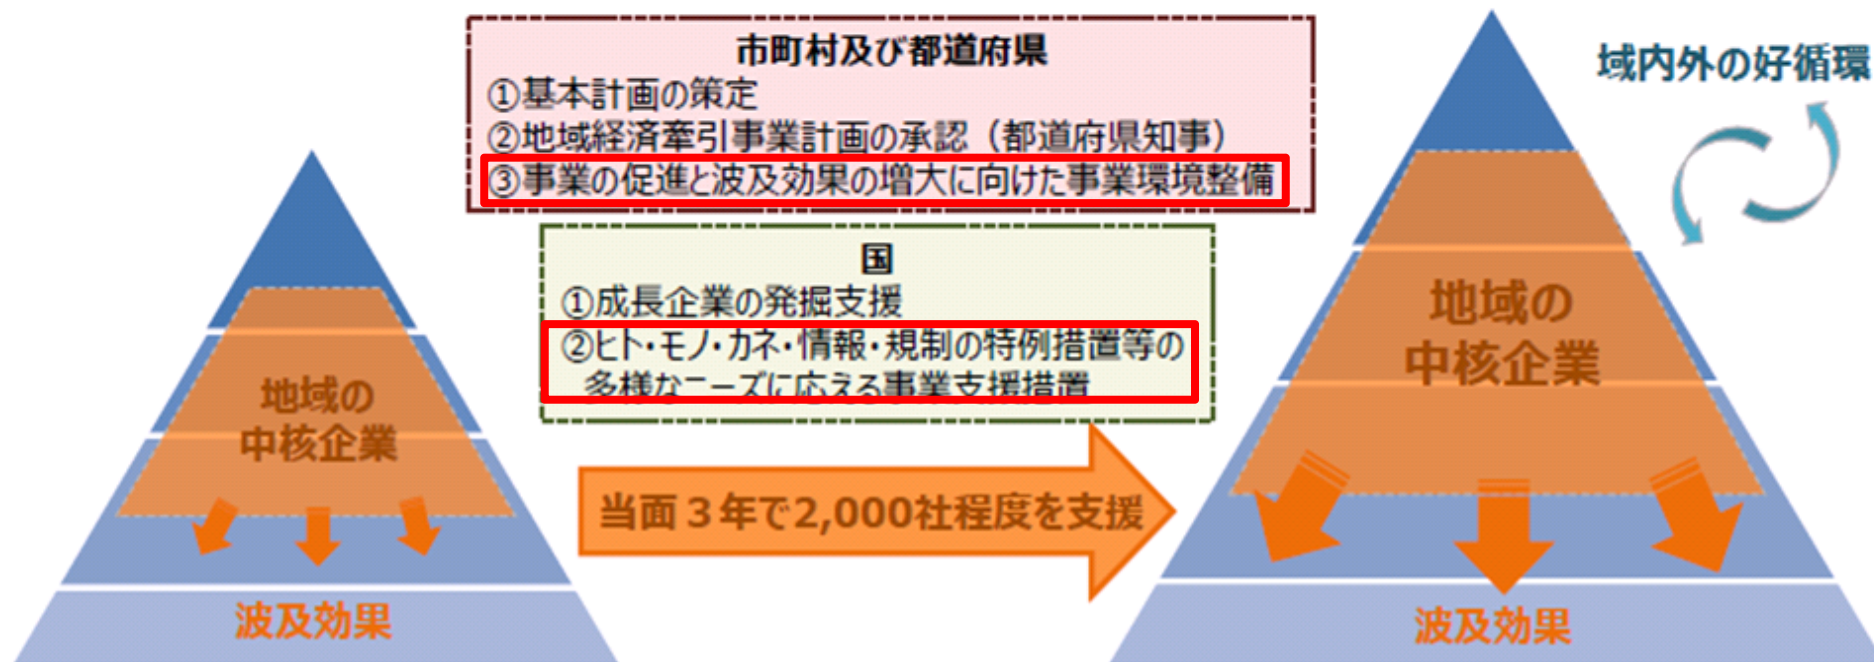 市町村及び都道府県
①基本計画の策定
②地域経済牽引事業計画の承認（都道府県知事）
③事業の促進と波及効果の増大に向けた事業環境整備
国
①成長企業の発掘支援
②ヒト・モノ・カネ・情報・規制の特例措置等の
多様なニーズに応える事業支援措置
地域の
中核企業
波及効果
当面３年で2,000社程度を支援
域内外の好循環
地域の
中核企業
波及効果